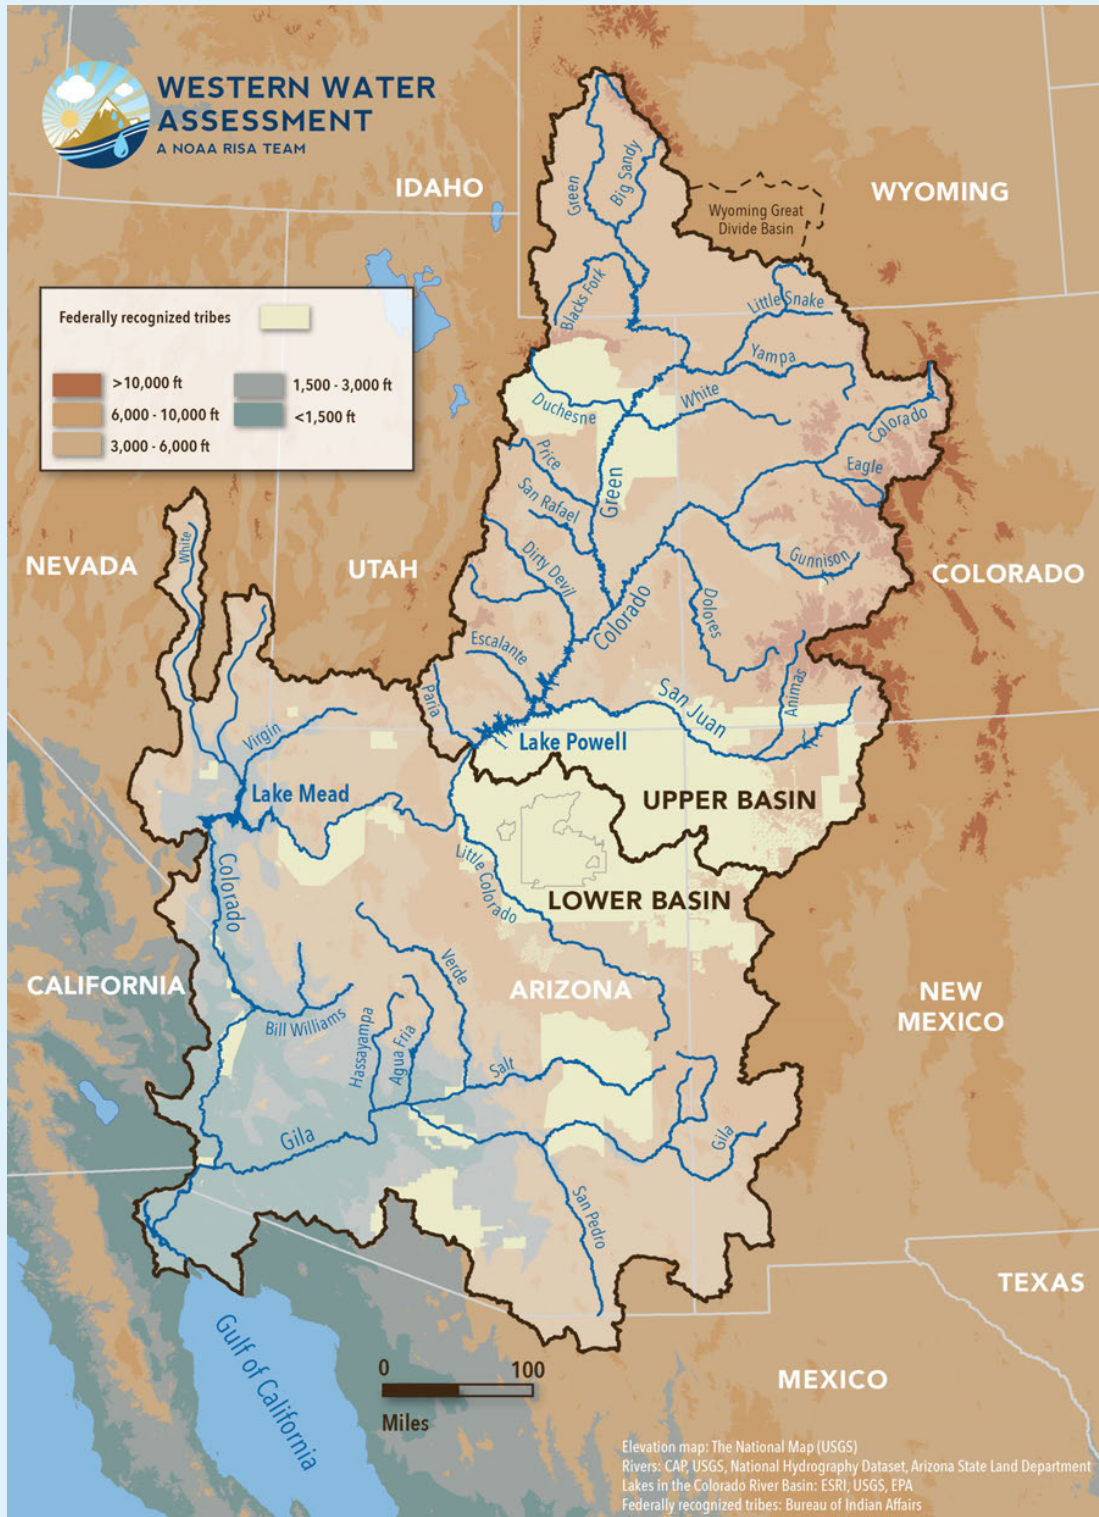 WESTERN WATER
ASSESSMENT
A NOAA RISA TEAM
IDAHO
WYOMING
Green
Big Sandy
Wyoming Great
Divide Basin
Blacks Fork
Little Snake
Yampa
Federally recognized tribes
>10,000 ft
1,500 - 3,000 ft
6,000 - 10,000 ft
<1,500 ft
3,000 - 6,000 ft
Duchesne
White
Colorado
Price
Eagle
San Rafael
Green
White
NEVADA
UTAH
Dirty Devil
Gunnison
COLORADO
Colorado
Dolores
Escalante
Paria
San Juan
Animas
Virgin
Lake Powell
Lake Mead
UPPER BASIN
Colorado
Little Colorado
LOWER BASIN
Verde
CALIFORNIA
ARIZONA
NEW
MEXICO
Bill Williams
Hassayampa
Agua Fria
Salt
Gila
Gila
San Pedro
TEXAS
Gulf of California
0 100
Miles
MEXICO
Elevation map: The National Map (USGS)
Rivers: CAP, USGS, National Hydrography Dataset, Arizona State Land Department
Lakes in the Colorado River Basin: ESRI, USGS, EPA
Federally recognized tribes: Bureau of Indian Affairs